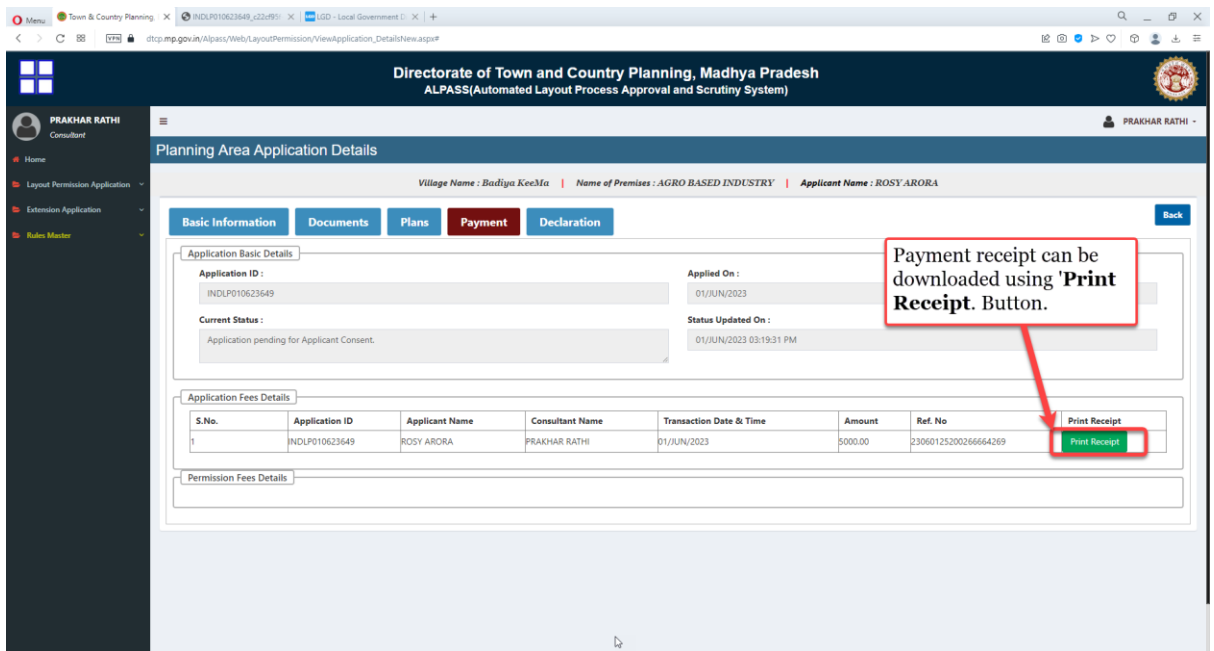 Menu
Town & Country Planning,
INDLP010623649_c22cf95
LGD - Local Government D
VPN
dtcp.mp.gov.in/Alpass/Web/LayoutPermission/ViewApplication_DetailsNew.aspx#
Directorate of Town and Country Planning, Madhya Pradesh
ALPASS(Automated Layout Process Approval and Scrutiny System)
PRAKHAR RATHI
Consultant
PRAKHAR RATHI
Home
Layout Permission Application
Extension Application
Rules Master
Planning Area Application Details
Village Name : Badiya KeeMa | Name of Premises : AGRO BASED INDUSTRY | Applicant Name : ROSY ARORA
Basic Information Documents Plans Payment Declaration
Back
Application Basic Details
Application ID : Applied On :
INDLP010623649 01/JUN/2023
Current Status : Status Updated On :
Application pending for Applicant Consent. 01/JUN/2023 03:19:31 PM
Payment receipt can be
downloaded using 'Print
Receipt. Button.
Application Fees Details
S.No. Application ID Applicant Name Consultant Name Transaction Date & Time Amount Ref. No Print Receipt
1 INDLP010623649 ROSY ARORA PRAKHAR RATHI 01/JUN/2023 5000.00 23060125200266664269 Print Receipt
Permission Fees Details